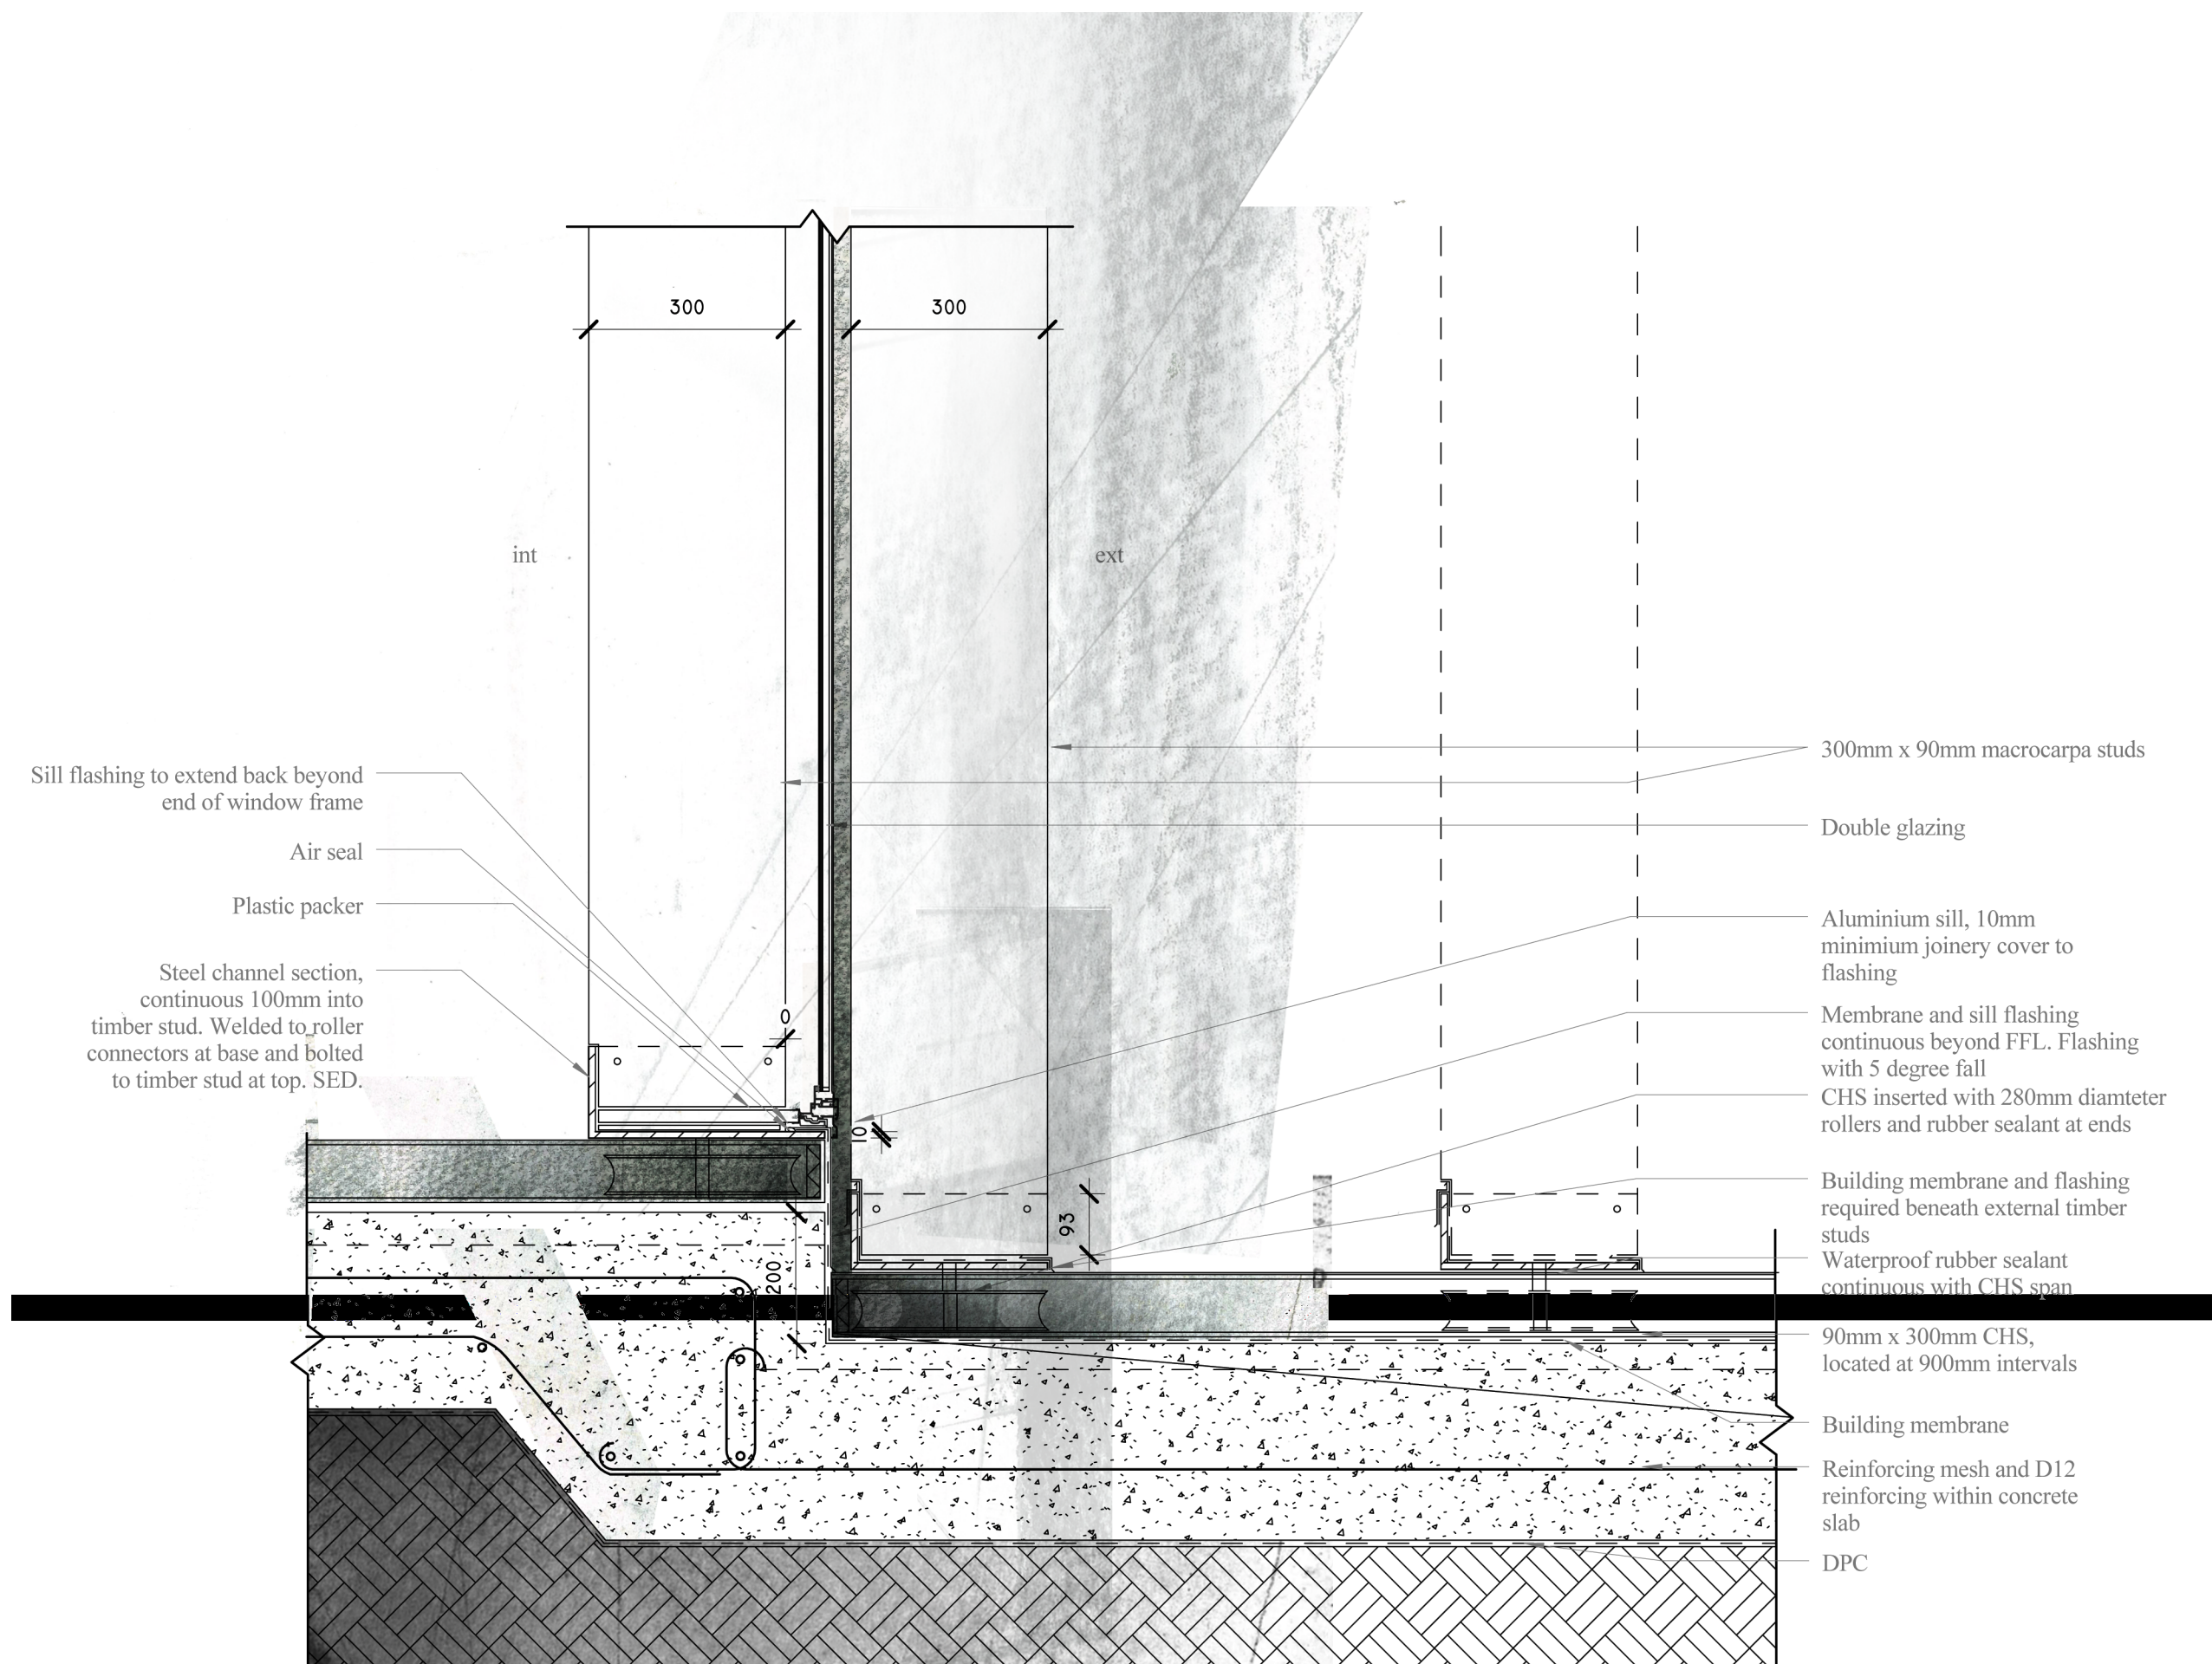 300
300
int
ext
Sill flashing to extend back beyond
end of window frame
Air seal
Plastic packer
Steel channel section,
continuous 100mm into
timber stud. Welded to roller
connectors at base and bolted
to timber stud at top. SED.
0
10
93
200
300mm x 90mm macrocarpa studs
Double glazing
Aluminium sill, 10mm
minimium joinery cover to
flashing
Membrane and sill flashing
continuous beyond FFL. Flashing
with 5 degree fall
CHS inserted with 280mm diamteter
rollers and rubber sealant at ends
Building membrane and flashing
required beneath external timber
studs
Waterproof rubber sealant
continuous with CHS span
90mm x 300mm CHS,
located at 900mm intervals
Building membrane
Reinforcing mesh and D12
reinforcing within concrete
slab
DPC